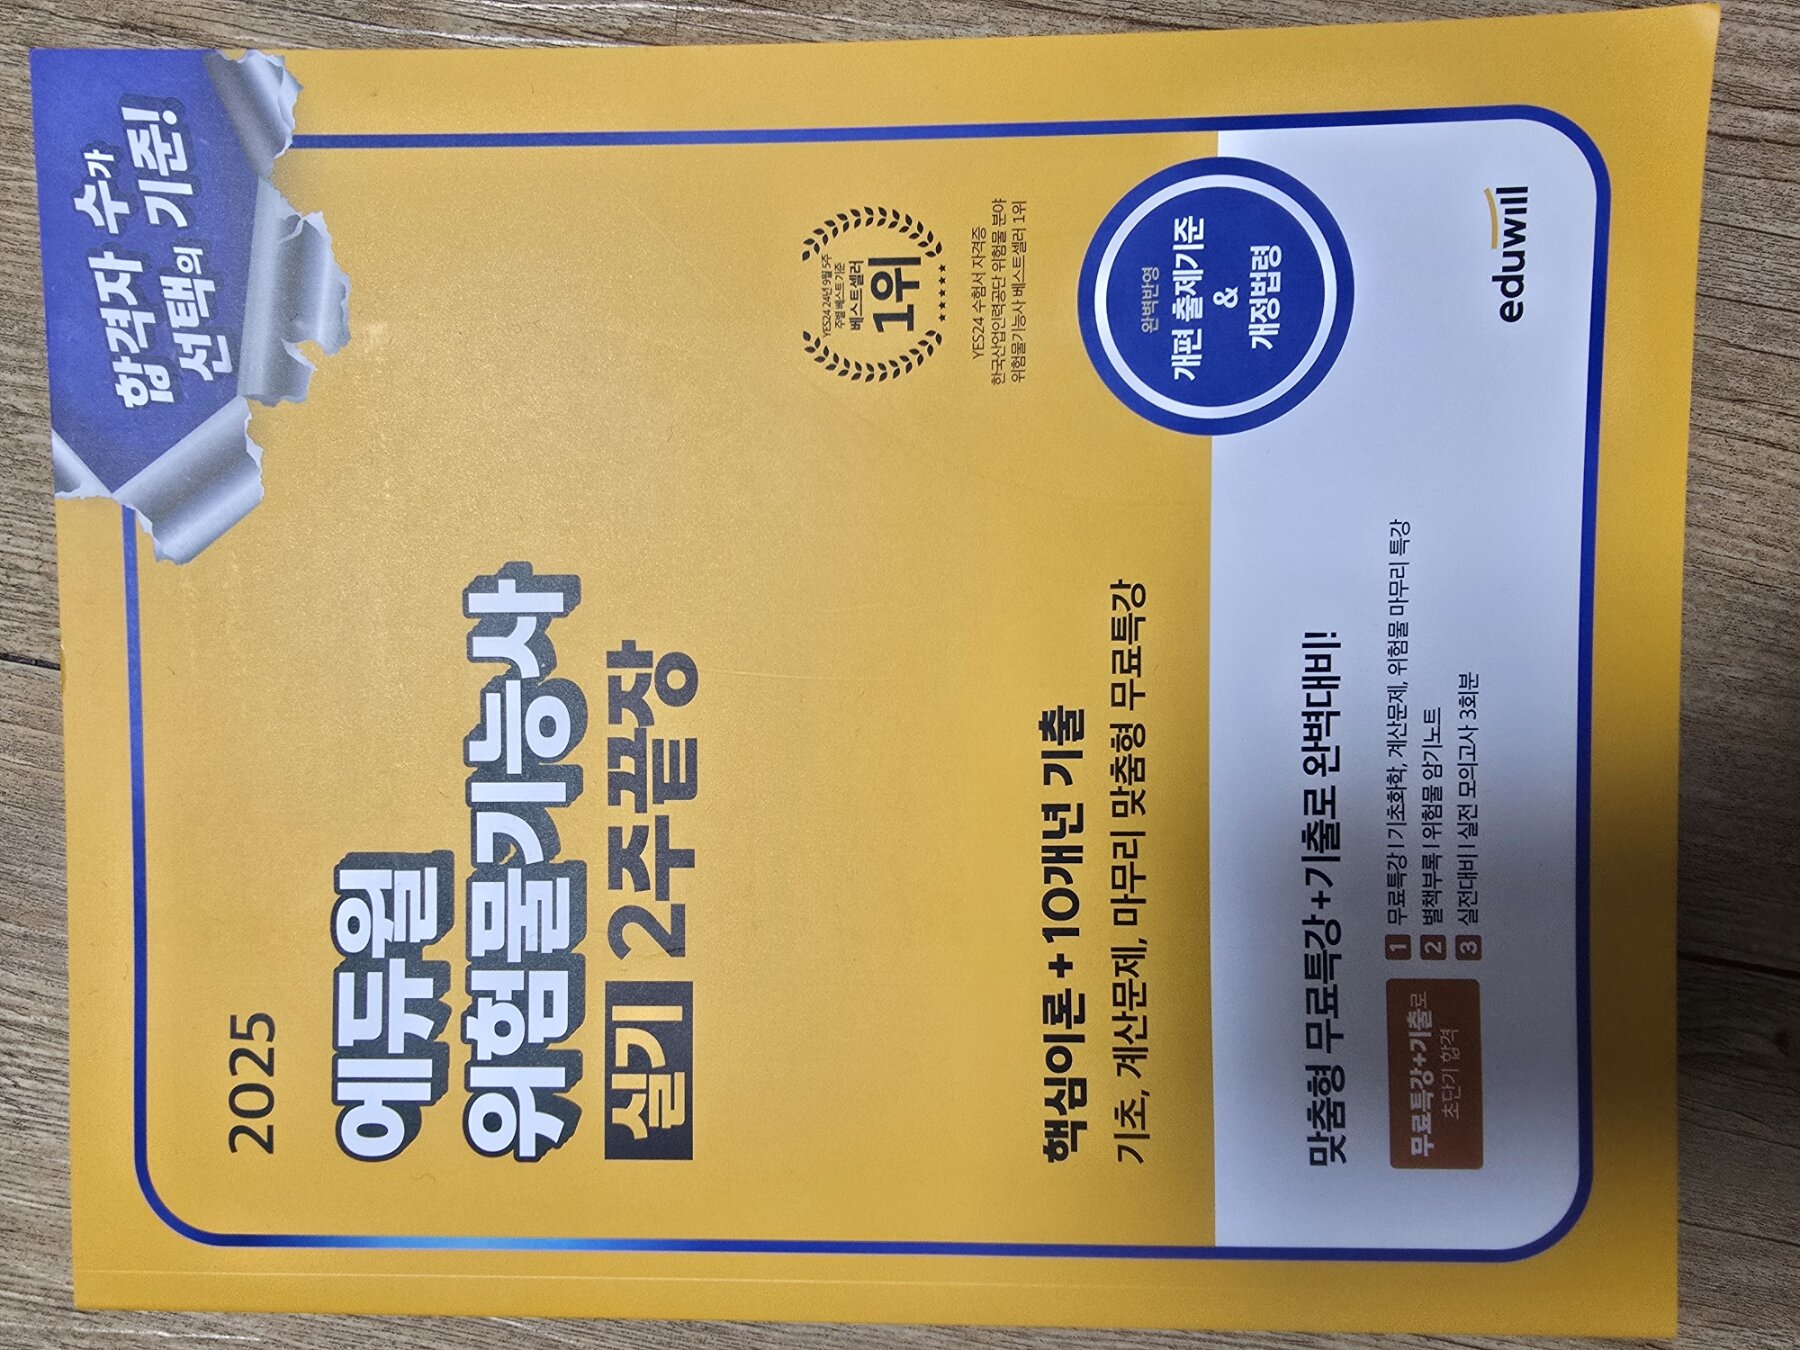 합격자 수가
선택의 기준!
2025
에듀윌
위험물기능사
실기 2주끝장
YES24 24년 9월 5주
주별 베스트 기준
베스트셀러
1위
★★★★★
YES24 수험서 자격증
한국산업인력공단 위험물 분야
위험물기능사 베스트셀러 1위
핵심이론 + 10개년 기출
기초, 계산문제, 마무리 맞춤형 무료특강
완벽반영
개편 출제기준
&
개정법령
맞춤형 무료특강+기출로 완벽대비!
무료특강+기출로
초단기 합격
1 무료특강 | 기초화학, 계산문제, 위험물 마무리 특강
2 별책부록 | 위험물 암기노트
3 실전대비 | 실전 모의고사 3회분
eduwill